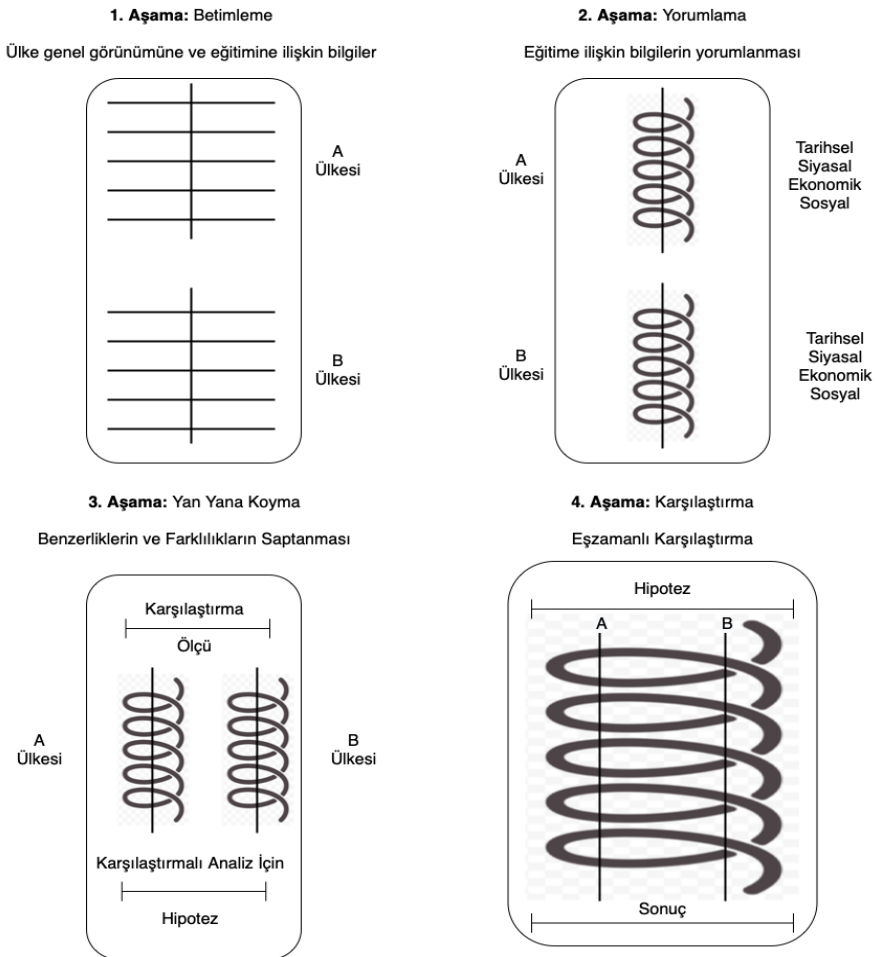 1. Aşama: Betimleme
Ülke genel görünümüne ve eğitimine ilişkin bilgiler
A
Ülkesi
B
Ülkesi
2. Aşama: Yorumlama
Eğitime ilişkin bilgilerin yorumlanması
A
Ülkesi
Tarihsel
Siyasal
Ekonomik
Sosyal
B
Ülkesi
Tarihsel
Siyasal
Ekonomik
Sosyal
3. Aşama: Yan Yana Koyma
Benzerliklerin ve Farklılıkların Saptanması
Karşılaştırma
Ölçü
A
Ülkesi
B
Ülkesi
Karşılaştırmalı Analiz İçin
Hipotez
4. Aşama: Karşılaştırma
Eşzamanlı Karşılaştırma
Hipotez
A
B
Sonuç